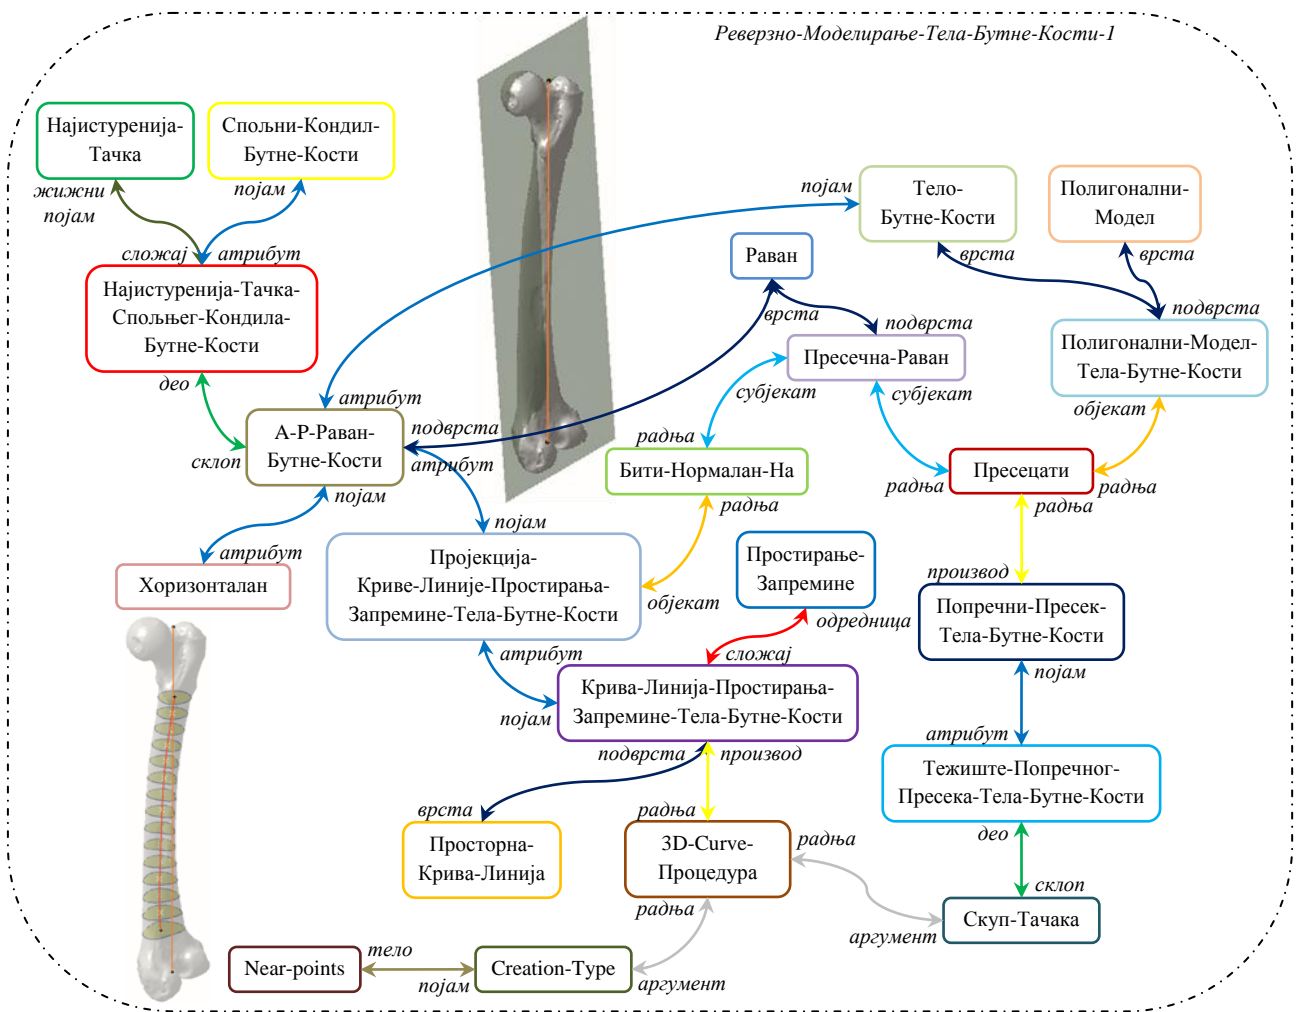 Реверзно-Моделирање-Тела-Бутне-Кости-1
Најистуренија-
Тачка
Спољни-Кондил-
Бутне-Кости
жижни
појам
појам
сложај
атрибут
Најистуренија-Тачка-
Спољњег-Кондила-
Бутне-Кости
део
склоп
појам
Тело-
Бутне-Кости
врста
Полигонални-
Модел
врста
Раван
врста
подврста
Пресечна-Раван
субјекат
субјекат
подврста
Полигонални-Модел-
Тела-Бутне-Кости
објекат
атрибут
подврста
А-Р-Раван-
Бутне-Кости
атрибут
појам
појам
атрибут
Хоризонталан
радња
Бити-Нормалан-На
радња
радња
Пресецати
радња
радња
Пројекција-
Криве-Линије-Простирања-
Запремине-Тела-Бутне-Кости
објекат
атрибут
Простирање-
Запремине
одредница
сложај
производ
Попречни-Пресек-
Тела-Бутне-Кости
појам
појам
Крива-Линија-Простирања-
Запремине-Тела-Бутне-Кости
подврста
производ
атрибут
Тежиште-Попречног-
Пресека-Тела-Бутне-Кости
део
врста
Просторна-
Крива-Линија
радња
3D-Curve-
Процедура
радња
радња
склоп
Скуп-Тачака
аргумент
Near-points
тело
појам
Creation-Type
аргумент